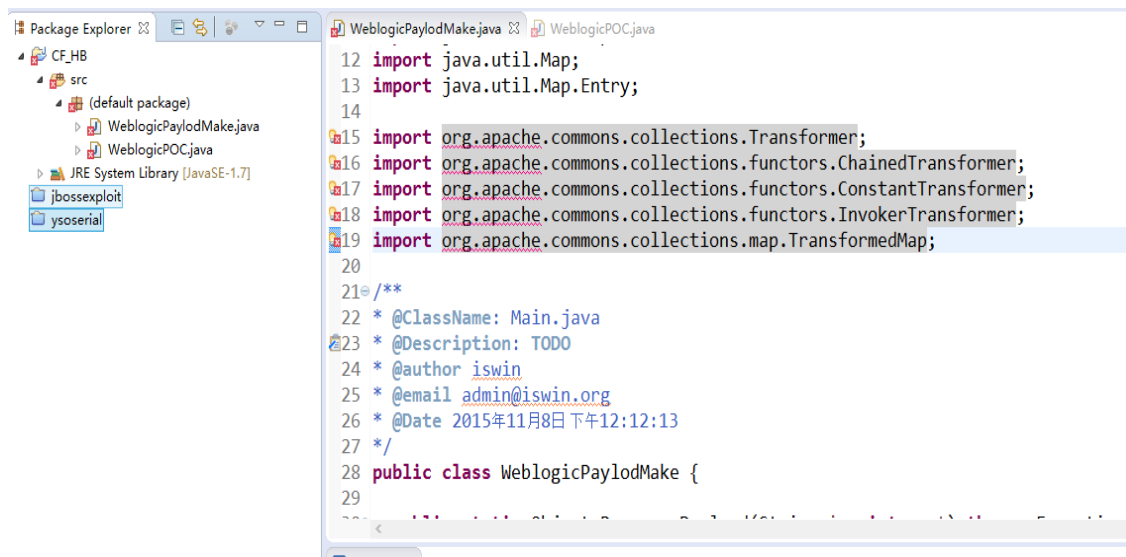 Package Explorer
CF_HB
src
(default package)
WeblogicPaylodMake.java
WeblogicPOC.java
JRE System Library [JavaSE-1.7]
jbossexploit
ysoserial
WeblogicPaylodMake.java
WeblogicPOC.java
12 import java.util.Map;
13 import java.util.Map.Entry;
14
15 import org.apache.commons.collections.Transformer;
16 import org.apache.commons.collections.functors.ChainedTransformer;
17 import org.apache.commons.collections.functors.ConstantTransformer;
18 import org.apache.commons.collections.functors.InvokerTransformer;
19 import org.apache.commons.collections.map.TransformedMap;
20
21 /**
22 * @ClassName: Main.java
23 * @Description: TODO
24 * @author iswin
25 * @email admin@iswin.org
26 * @Date 2015年11月8日 下午12:12:13
27 */
28 public class WeblogicPaylodMake {
29